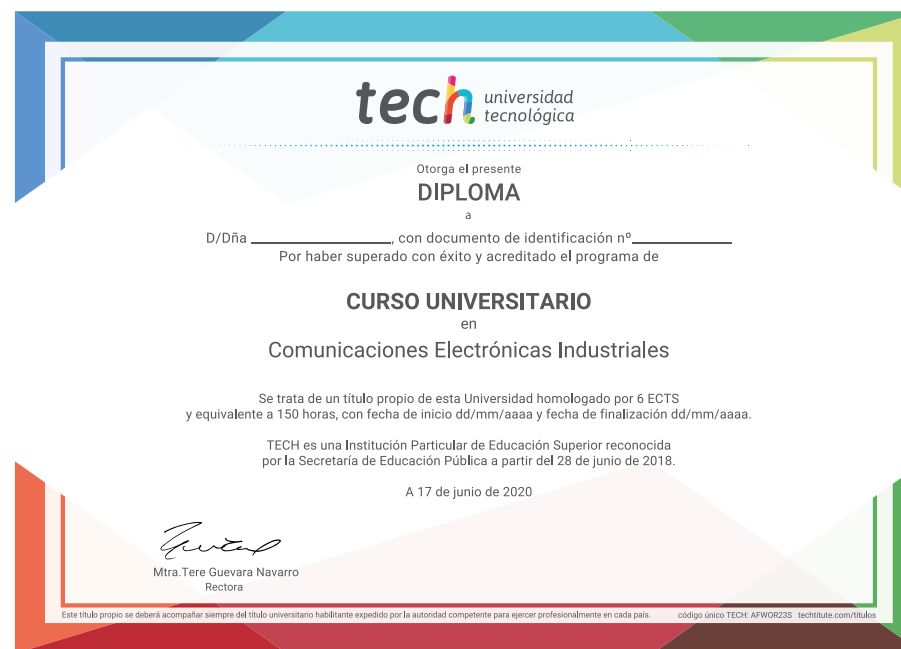 tech universidad
tecnológica
Otorga el presente
DIPLOMA
a
D/Dña ____________________, con documento de identificación nº______________
Por haber superado con éxito y acreditado el programa de
CURSO UNIVERSITARIO
en
Comunicaciones Electrónicas Industriales
Se trata de un título propio de esta Universidad homologado por 6 ECTS
y equivalente a 150 horas, con fecha de inicio dd/mm/aaaa y fecha de finalización dd/mm/aaaa.
TECH es una Institución Particular de Educación Superior reconocida
por la Secretaría de Educación Pública a partir del 28 de junio de 2018.
A 17 de junio de 2020
Mtra.Tere Guevara Navarro
Rectora
Este título propio se deberá acompañar siempre del título universitario habilitante expedido por la autoridad competente para ejercer profesionalmente en cada país. código único TECH: AFWOR23S techtitute.com/titulos